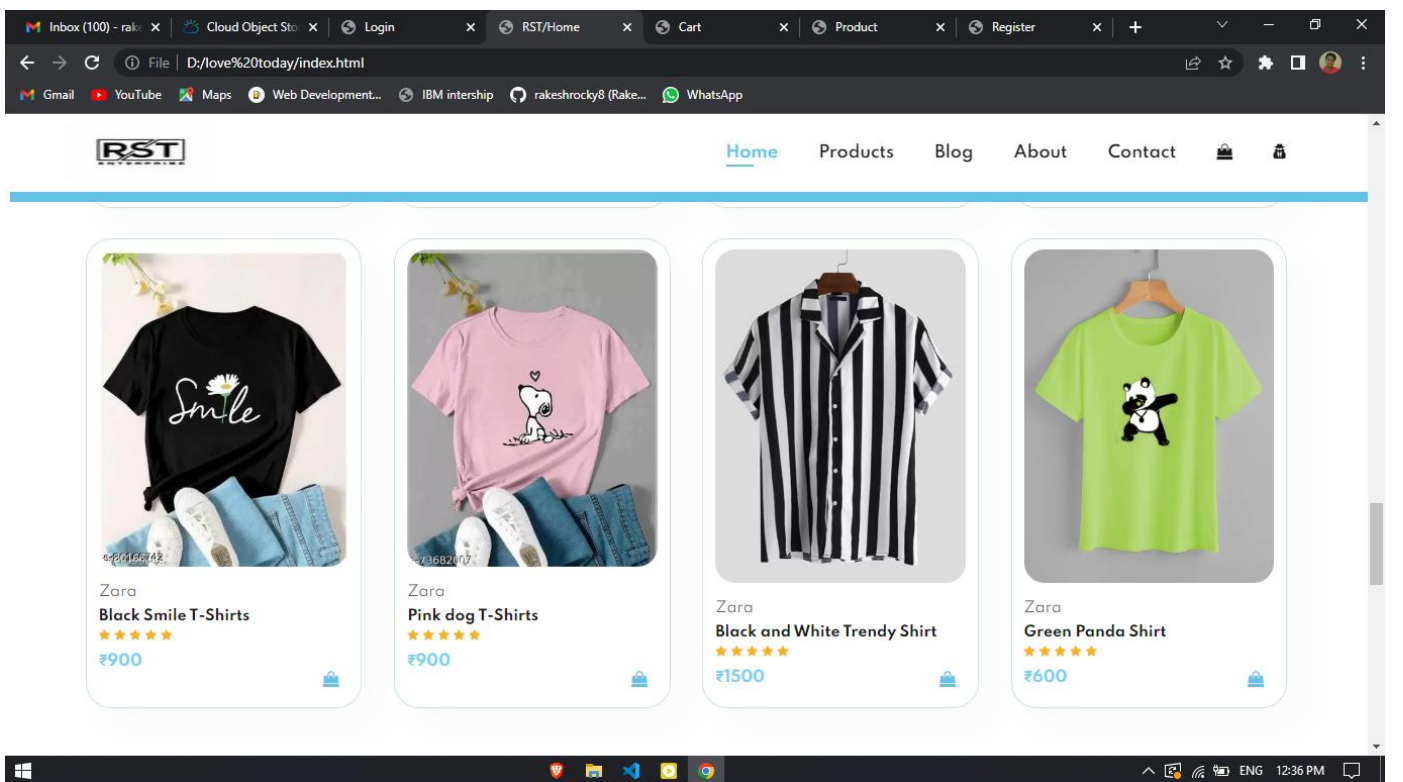 Inbox (100) - rake
Cloud Object Sto
Login
RST/Home
Cart
Product
Register
File
D:/love%20today/index.html
Gmail
YouTube
Maps
Web Development...
IBM intership
rakeshrocky8 (Rake...
WhatsApp
RST
ENTERPRISE
Home
Products
Blog
About
Contact
Smile
Zara
Black Smile T-Shirts
₹900
Zara
Pink dog T-Shirts
₹900
Zara
Black and White Trendy Shirt
₹1500
Zara
Green Panda Shirt
₹600
ENG
12:36 PM